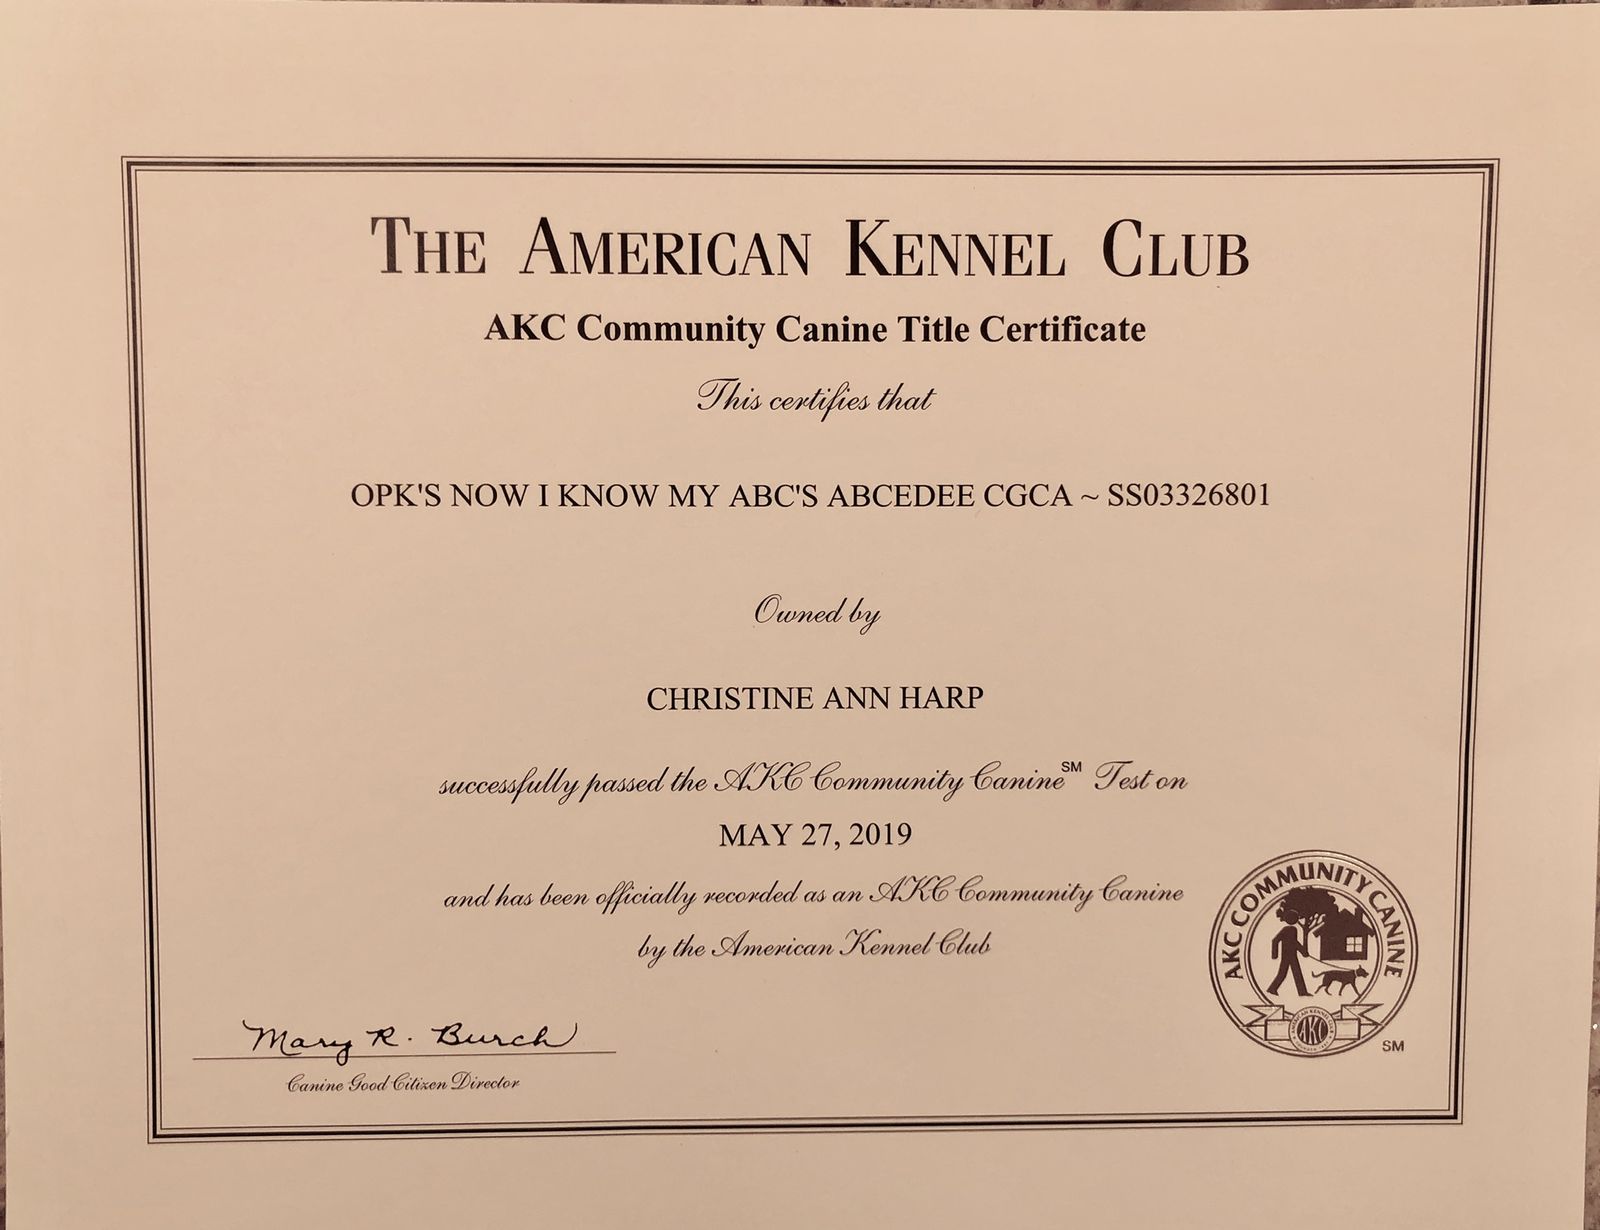 THE AMERICAN KENNEL CLUB
AKC Community Canine Title Certificate
This certifies that
OPK'S NOW I KNOW MY ABC'S ABCEDEE CGCA ~ SS03326801
Owned by
CHRISTINE ANN HARP
successfully passed the AKC Community Canine℠ Test on
MAY 27, 2019
and has been officially recorded as an AKC Community Canine
by the American Kennel Club
Mary R. Burch
Canine Good Citizen Director
AKC COMMUNITY CANINE
AMERICAN KENNEL CLUB
AKC
SM